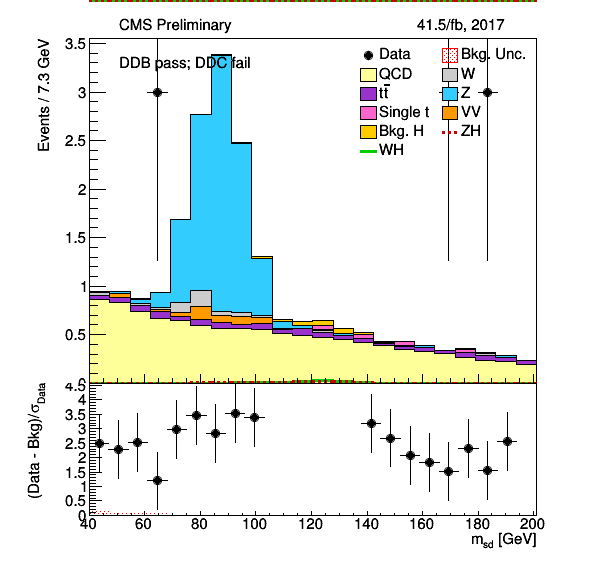 CMS Preliminary 41.5/fb, 2017
Events / 7.3 GeV
DDB pass; DDC fail
Data
Bkg. Unc.
QCD
W
tt̄
Z
Single t
VV
Bkg. H
ZH
WH
3.5
3
2.5
2
1.5
1
0.5
0
(Data - Bkg)/σData
4.5
4
3.5
3
2.5
2
1.5
1
0.5
0
40 60 80 100 120 140 160 180 200
msd [GeV]